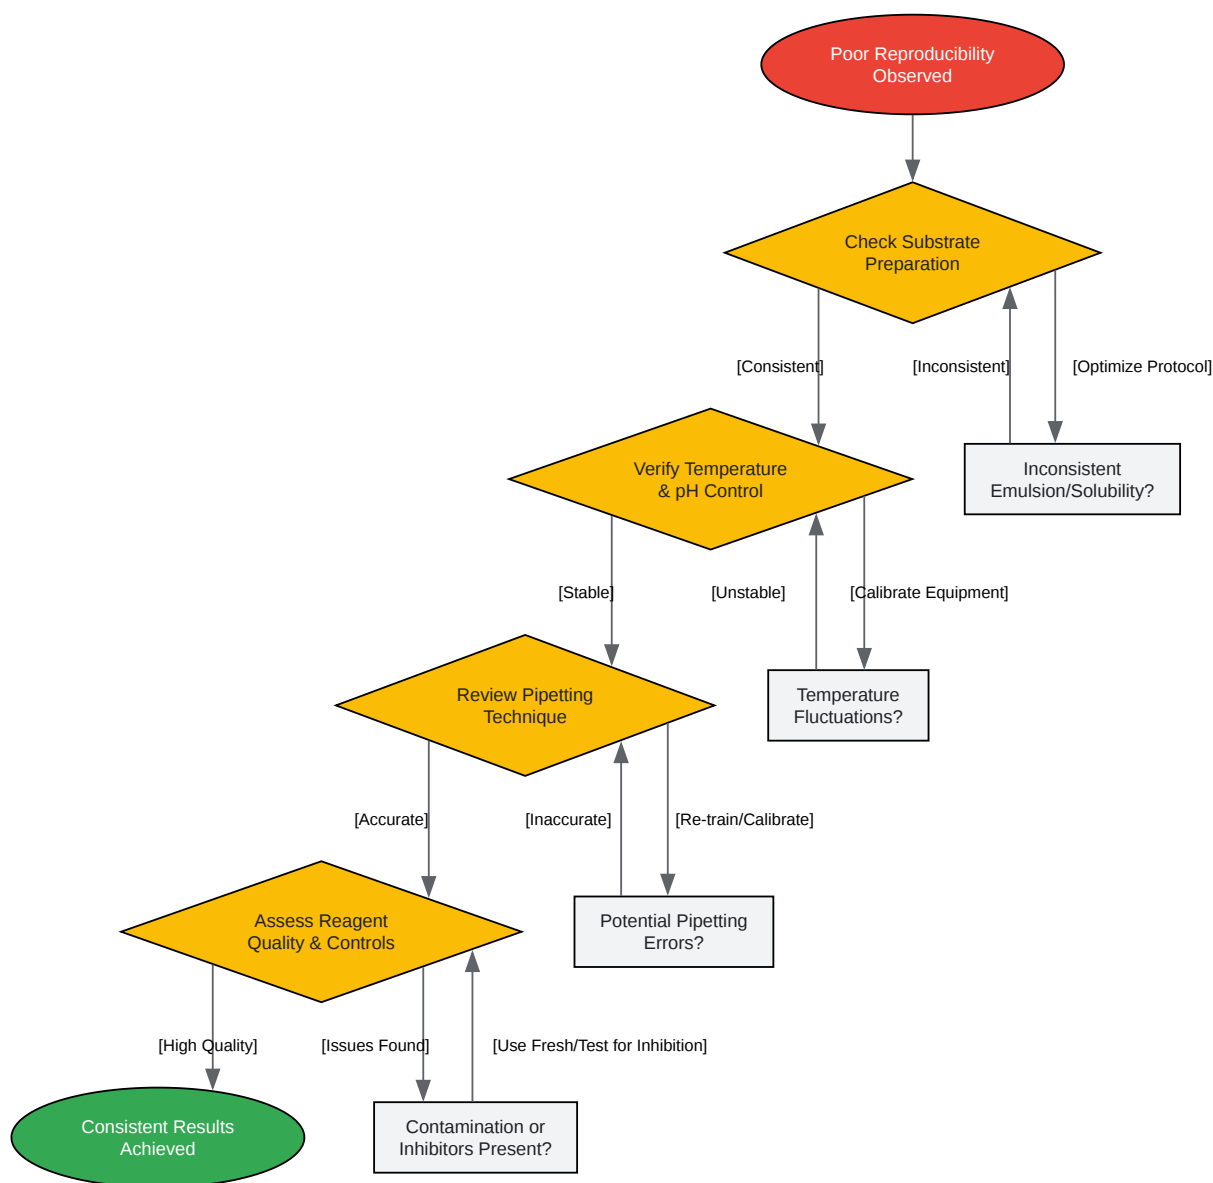 Poor Reproducibility
Observed
Check Substrate
Preparation
[Consistent]
[Inconsistent]
[Optimize Protocol]
Verify Temperature
& pH Control
Inconsistent
Emulsion/Solubility?
[Stable]
[Unstable]
[Calibrate Equipment]
Review Pipetting
Technique
Temperature
Fluctuations?
[Accurate]
[Inaccurate]
[Re-train/Calibrate]
Assess Reagent
Quality & Controls
Potential Pipetting
Errors?
[High Quality]
[Issues Found]
[Use Fresh/Test for Inhibition]
Consistent Results
Achieved
Contamination or
Inhibitors Present?